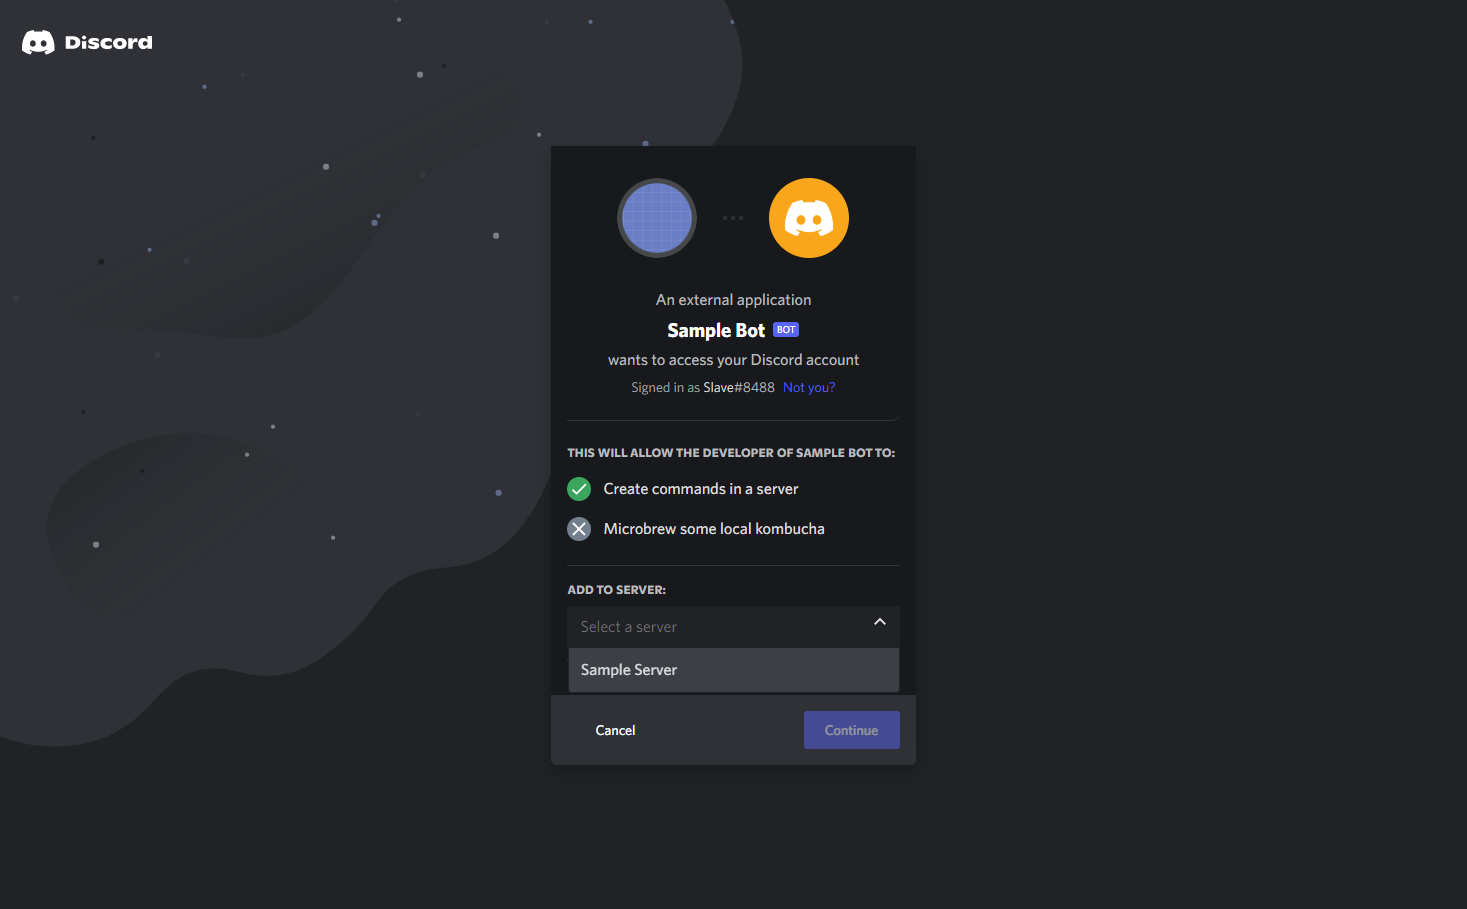 Discord
An external application
Sample Bot BOT
wants to access your Discord account
Signed in as Slave#8488 Not you?
THIS WILL ALLOW THE DEVELOPER OF SAMPLE BOT TO:
Create commands in a server
Microbrew some local kombucha
ADD TO SERVER:
Select a server
Sample Server
Cancel
Continue